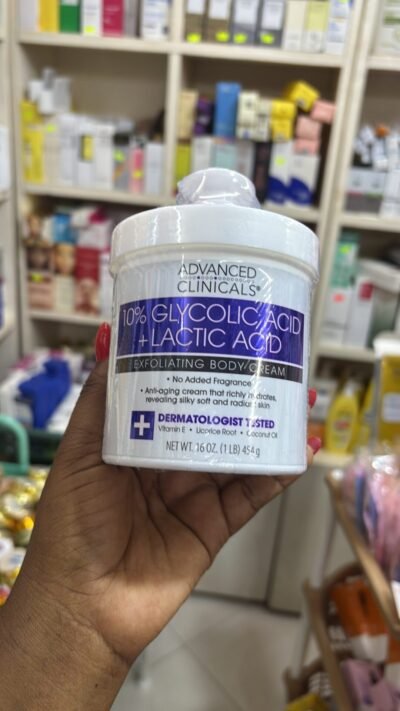 ADVANCED
CLINICALS®
10% GLYCOLIC ACID
+ LACTIC ACID
EXFOLIATING BODY CREAM
• No Added Fragrance
• Anti-aging cream that richly hydrates,
revealing silky soft and radiant skin
DERMATOLOGIST TESTED
Vitamin E • Licorice Root • Coconut Oil
NET WT. 16 OZ. (1 LB) 454 g